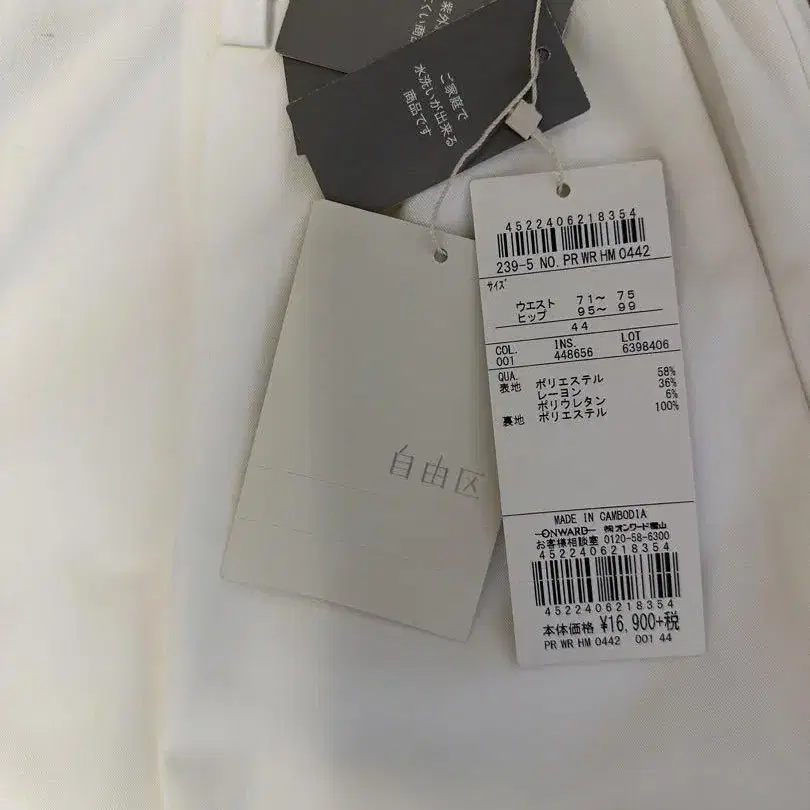 紫外
くい商品
ご家庭で
水洗いが出来る
商品です
自由区
4522406218354
239-5 NO. PR WR HM 0442
サイズ
ウエスト 71~ 75
ヒップ 95~ 99
44
COL. INS. LOT
001 448656 6398406
QUA.
表地 ポリエステル 58%
レーヨン 36%
ポリウレタン 6%
裏地 ポリエステル 100%
MADE IN CAMBODIA
ONWARD ㈱オンワード樫山
お客様相談室 0120-58-6300
4522406218354
4522406218354
本体価格 ¥16,900+税
PR WR HM 0442 001 44